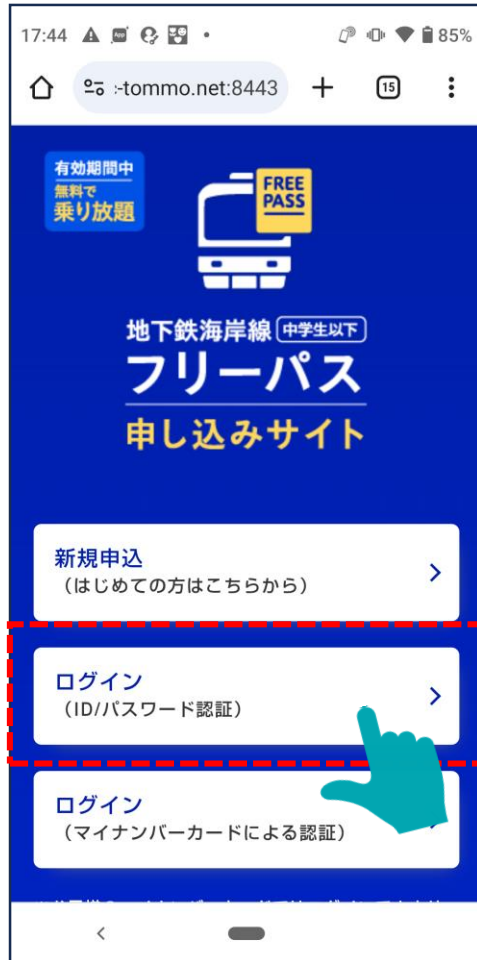 17:44
85%
:-tommo.net:8443
15
有効期間中
無料で
乗り放題
FREE
PASS
地下鉄海岸線 中学生以下
フリーパス
申し込みサイト
新規申込
（はじめての方はこちらから）
ログイン
（ID/パスワード認証）
ログイン
（マイナンバーカードによる認証）